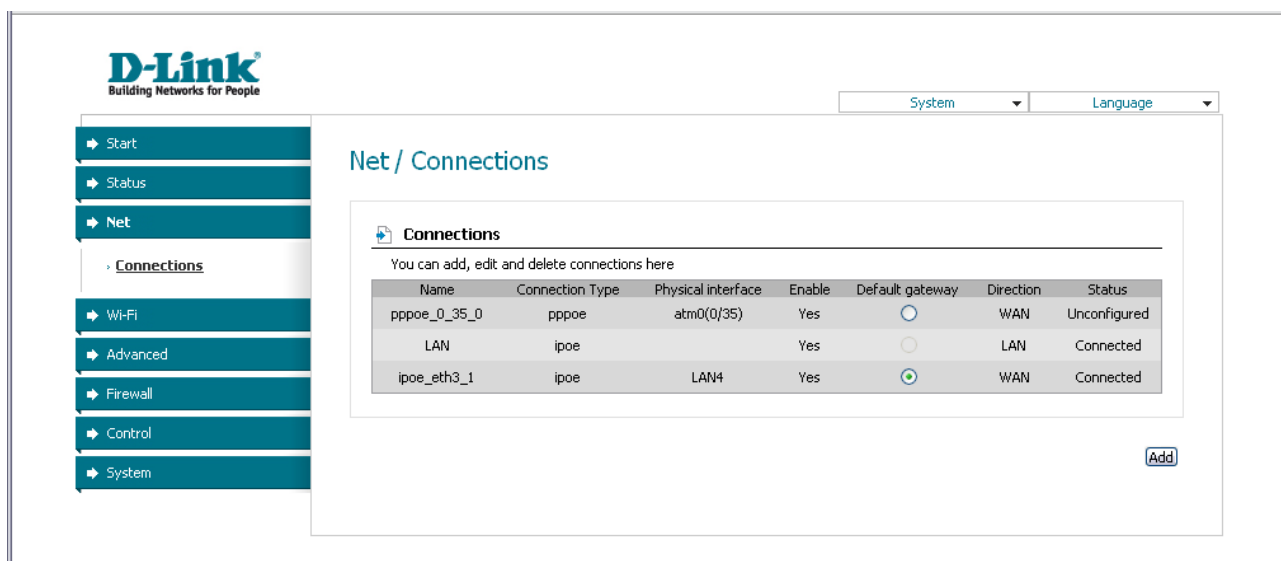 D-Link
Building Networks for People
System Language
Start
Status
Net
Connections
Wi-Fi
Advanced
Firewall
Control
System
Net / Connections
Connections
You can add, edit and delete connections here
Name Connection Type Physical interface Enable Default gateway Direction Status
pppoe_0_35_0 pppoe atm0(0/35) Yes WAN Unconfigured
LAN ipoe Yes LAN Connected
ipoe_eth3_1 ipoe LAN4 Yes WAN Connected
Add